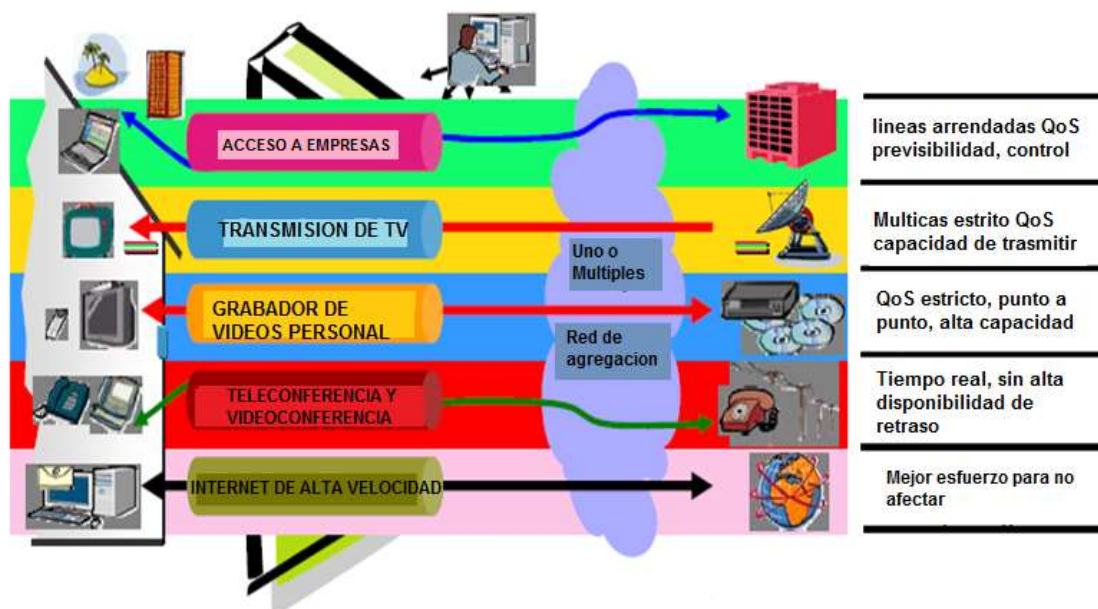 ACCESO A EMPRESAS
lineas arrendadas QoS
previsibilidad, control
TRANSMISION DE TV
Multicas estrito QoS
capacidad de trasmitir
Uno o
Multiples
GRABADOR DE
VIDEOS PERSONAL
QoS estricto, punto a
punto, alta capacidad
Red de
agregacion
TELECONFERENCIA Y
VIDEOCONFERENCIA
Tiempo real, sin alta
disponibilidad de
retraso
INTERNET DE ALTA VELOCIDAD
Mejor esfuerzo para no
afectar